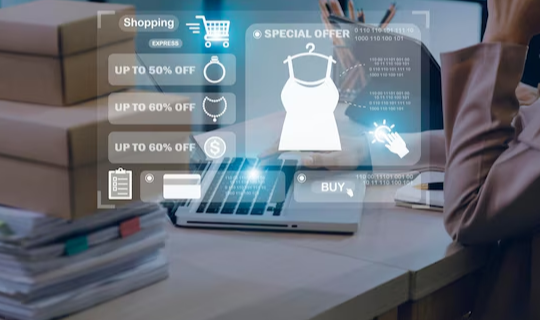 Shopping
EXPRESS
UP TO 50% OFF
UP TO 60% OFF
UP TO 60% OFF
$
SPECIAL OFFER
BUY